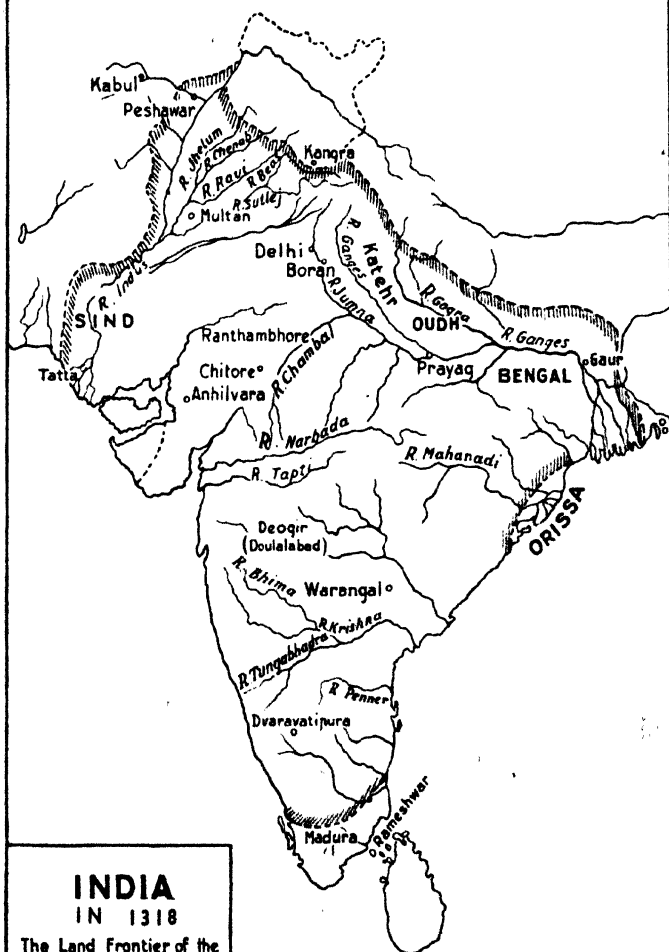 Kabul
Peshawar
R. Jhelum
R. Chenab
Kangra
R. Ravi
R. Beas
R. Sutlej
Multan
Delhi
Boran
R. Ganges
Katehr
R. Jumna
R. Indus
SIND
R. Gogra
OUDH
R. Ganges
Ranthambhore
Tatta
Chitore
Anhilvara
R. Chambal
Prayag
BENGAL
Gaur
R. Narbada
R. Tapti
R. Mahanadi
ORISSA
Deogir
(Doulalabad)
R. Bhima
Warangal
R. Krishna
R. Tungabhadra
R. Penner
Dvaravatipura
Madura
Rameshwar
INDIA
IN 1318
The Land Frontier of the